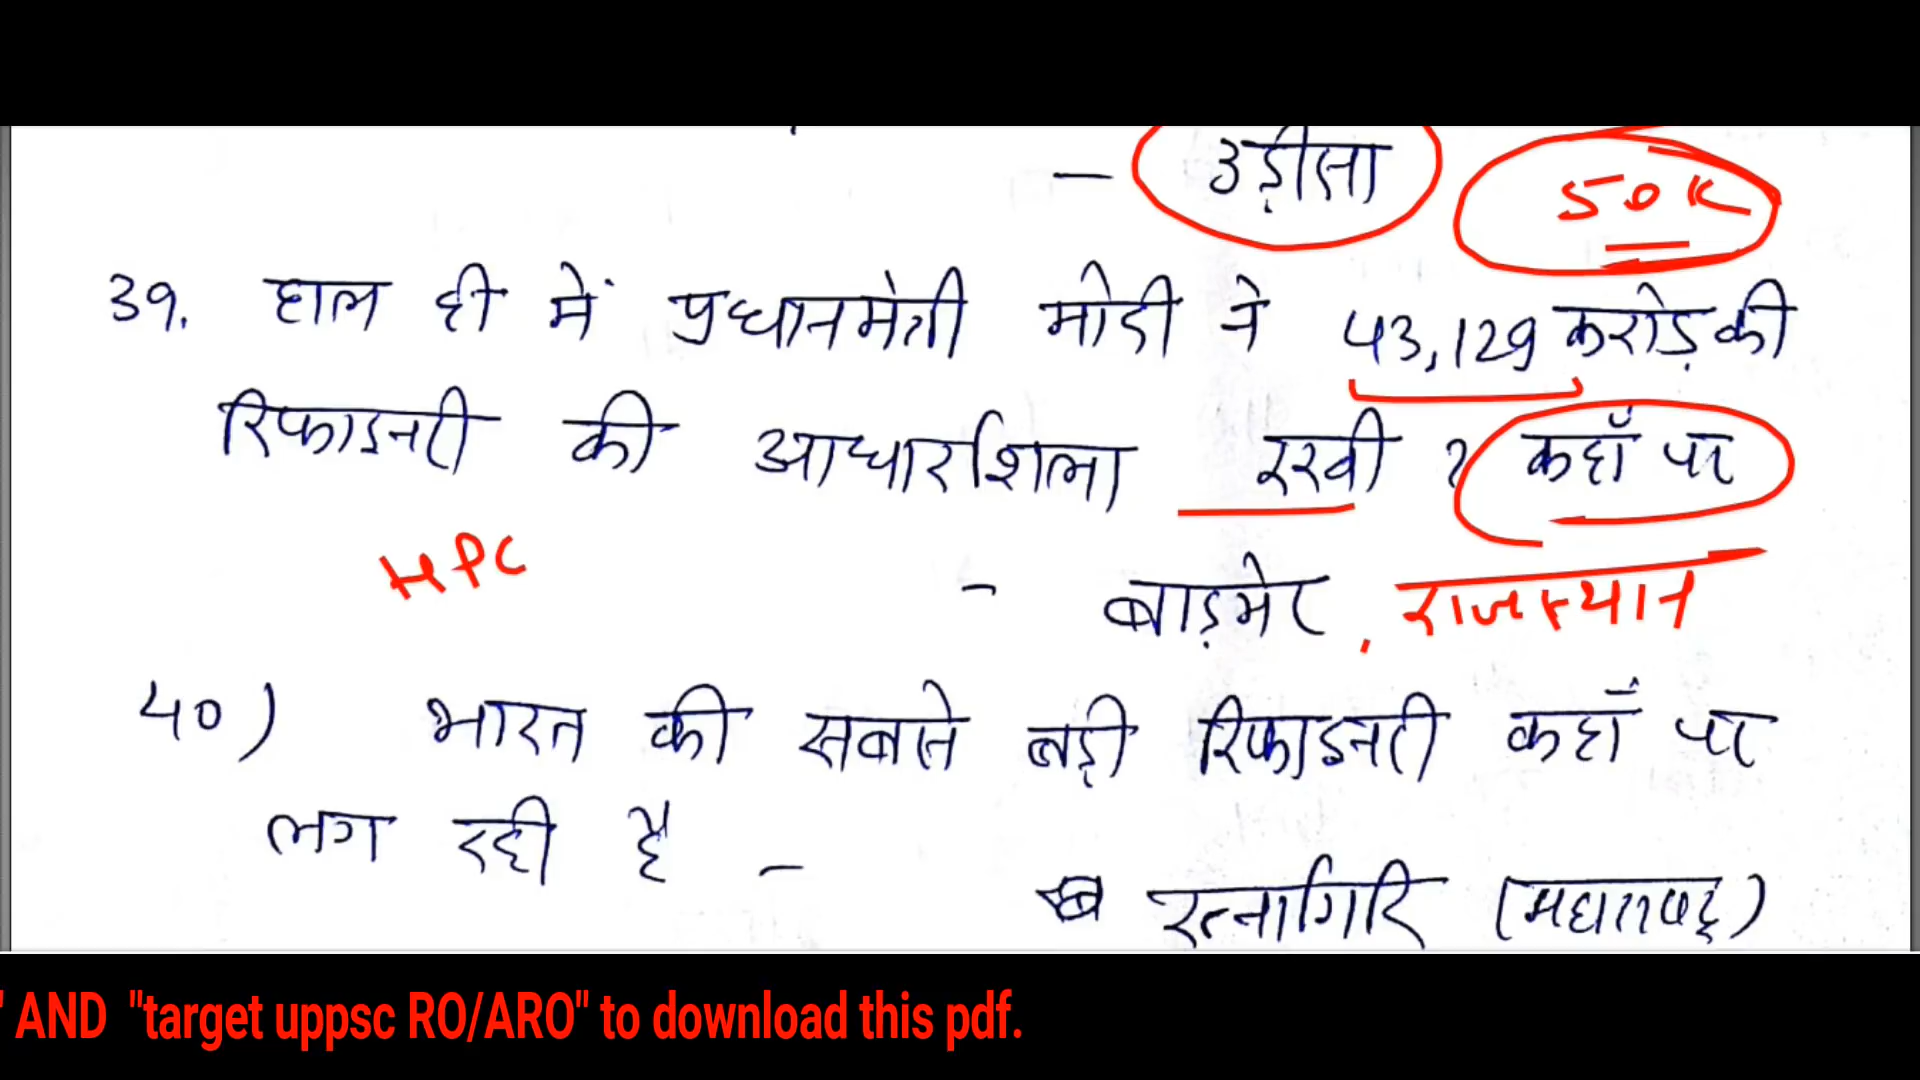 — उड़ीसा
50K
39. हाल ही में प्रधानमंत्री मोदी ने 43,129 करोड़ की
रिफाइनरी की आधारशिला रखी ? कहाँ पर
HPC
- बाड़मेर, राजस्थान
40) भारत की सबसे बड़ी रिफाइनरी कहाँ पर
लग रही है –
रत्नागिरि (महाराष्ट्र)
" AND "target uppsc RO/ARO" to download this pdf.